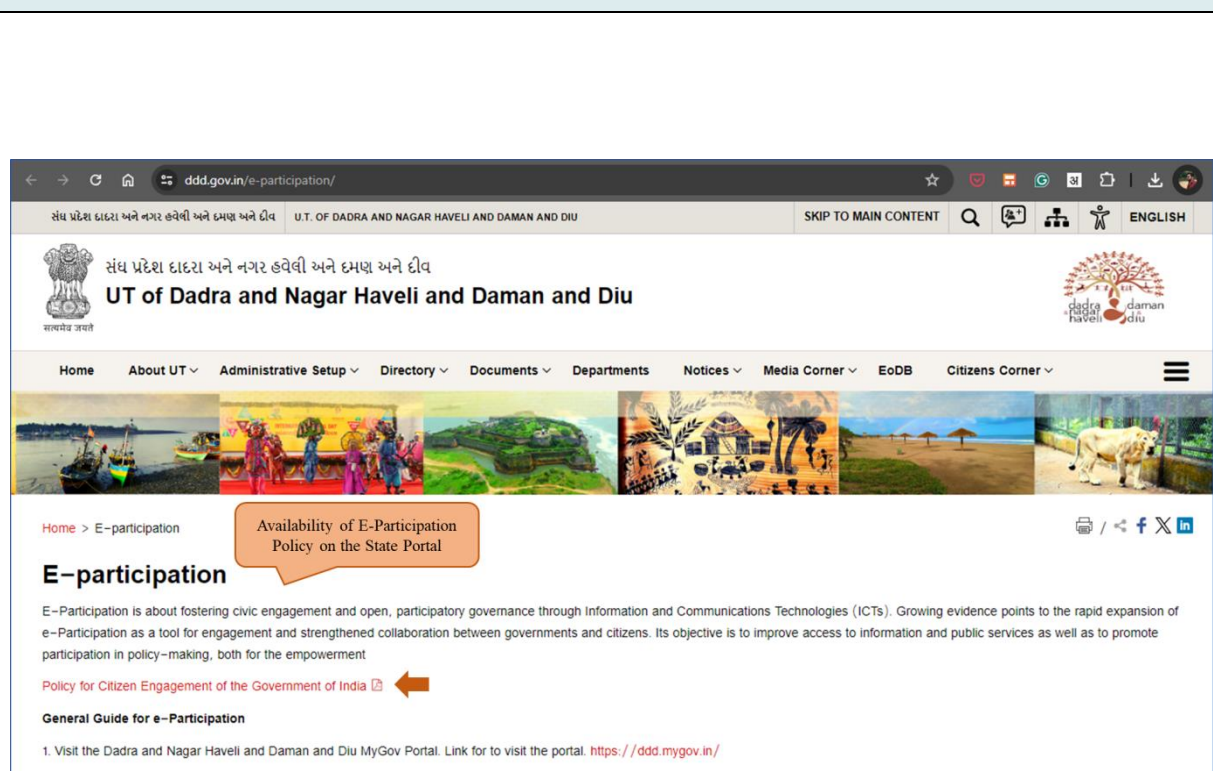 ddd.gov.in/e-participation/
સંઘ પ્રદેશ દાદરા અને નગર હવેલી અને દમણ અને દીવ U.T. OF DADRA AND NAGAR HAVELI AND DAMAN AND DIU SKIP TO MAIN CONTENT ENGLISH
સંઘ પ્રદેશ દાદરા અને નગર હવેલી અને દમણ અને દીવ
UT of Dadra and Nagar Haveli and Daman and Diu
सत्यमेव जयते
dadra daman
& nagar
haveli diu
Home About UT Administrative Setup Directory Documents Departments Notices Media Corner EoDB Citizens Corner
Home > E-participation
Availability of E-Participation
Policy on the State Portal
E-participation
E-Participation is about fostering civic engagement and open, participatory governance through Information and Communications Technologies (ICTs). Growing evidence points to the rapid expansion of
e-Participation as a tool for engagement and strengthened collaboration between governments and citizens. Its objective is to improve access to information and public services as well as to promote
participation in policy-making, both for the empowerment
Policy for Citizen Engagement of the Government of India
General Guide for e-Participation
1. Visit the Dadra and Nagar Haveli and Daman and Diu MyGov Portal. Link for to visit the portal. https://ddd.mygov.in/